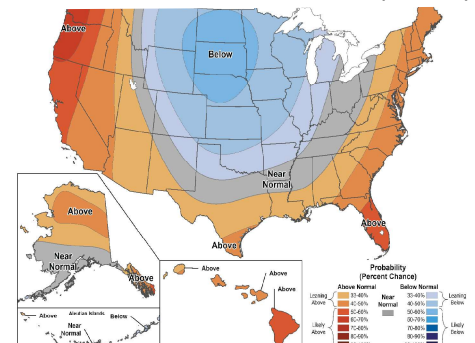 Above
Below
Near
Normal
Above
Above
Above
Near
Normal
Above
Above
Above
Above
Above
Aleutian Islands
Below
Near
Normal
Probability
(Percent Chance)
Above Normal
Below Normal
Leaning
Above
33-40%
40-50%
50-60%
60-70%
70-80%
80-90%
Likely
Above
Near
Normal
33-40%
40-50%
50-60%
60-70%
70-80%
80-90%
Leaning
Below
Likely
Below